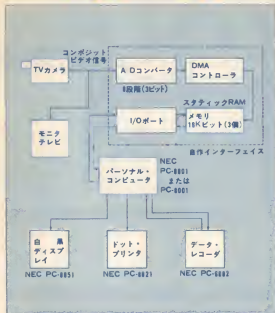 コンポジット
ビデオ信号
TVカメラ
A Dコンバータ
8段階(3ビット)
DMA
コントローラ
スタティックRAM
I/Oポート
メモリ
16Kビット(3個)
モニタ
テレビ
自作インターフェイス
パーソナル・
コンピュータ
NEC
PC-8801
または
PC-8001
白黒
ディスプ
レイ
NEC PC-8851
ドット・
プリンタ
NEC PC-8821
データ・
レコーダ
NEC PC-6082